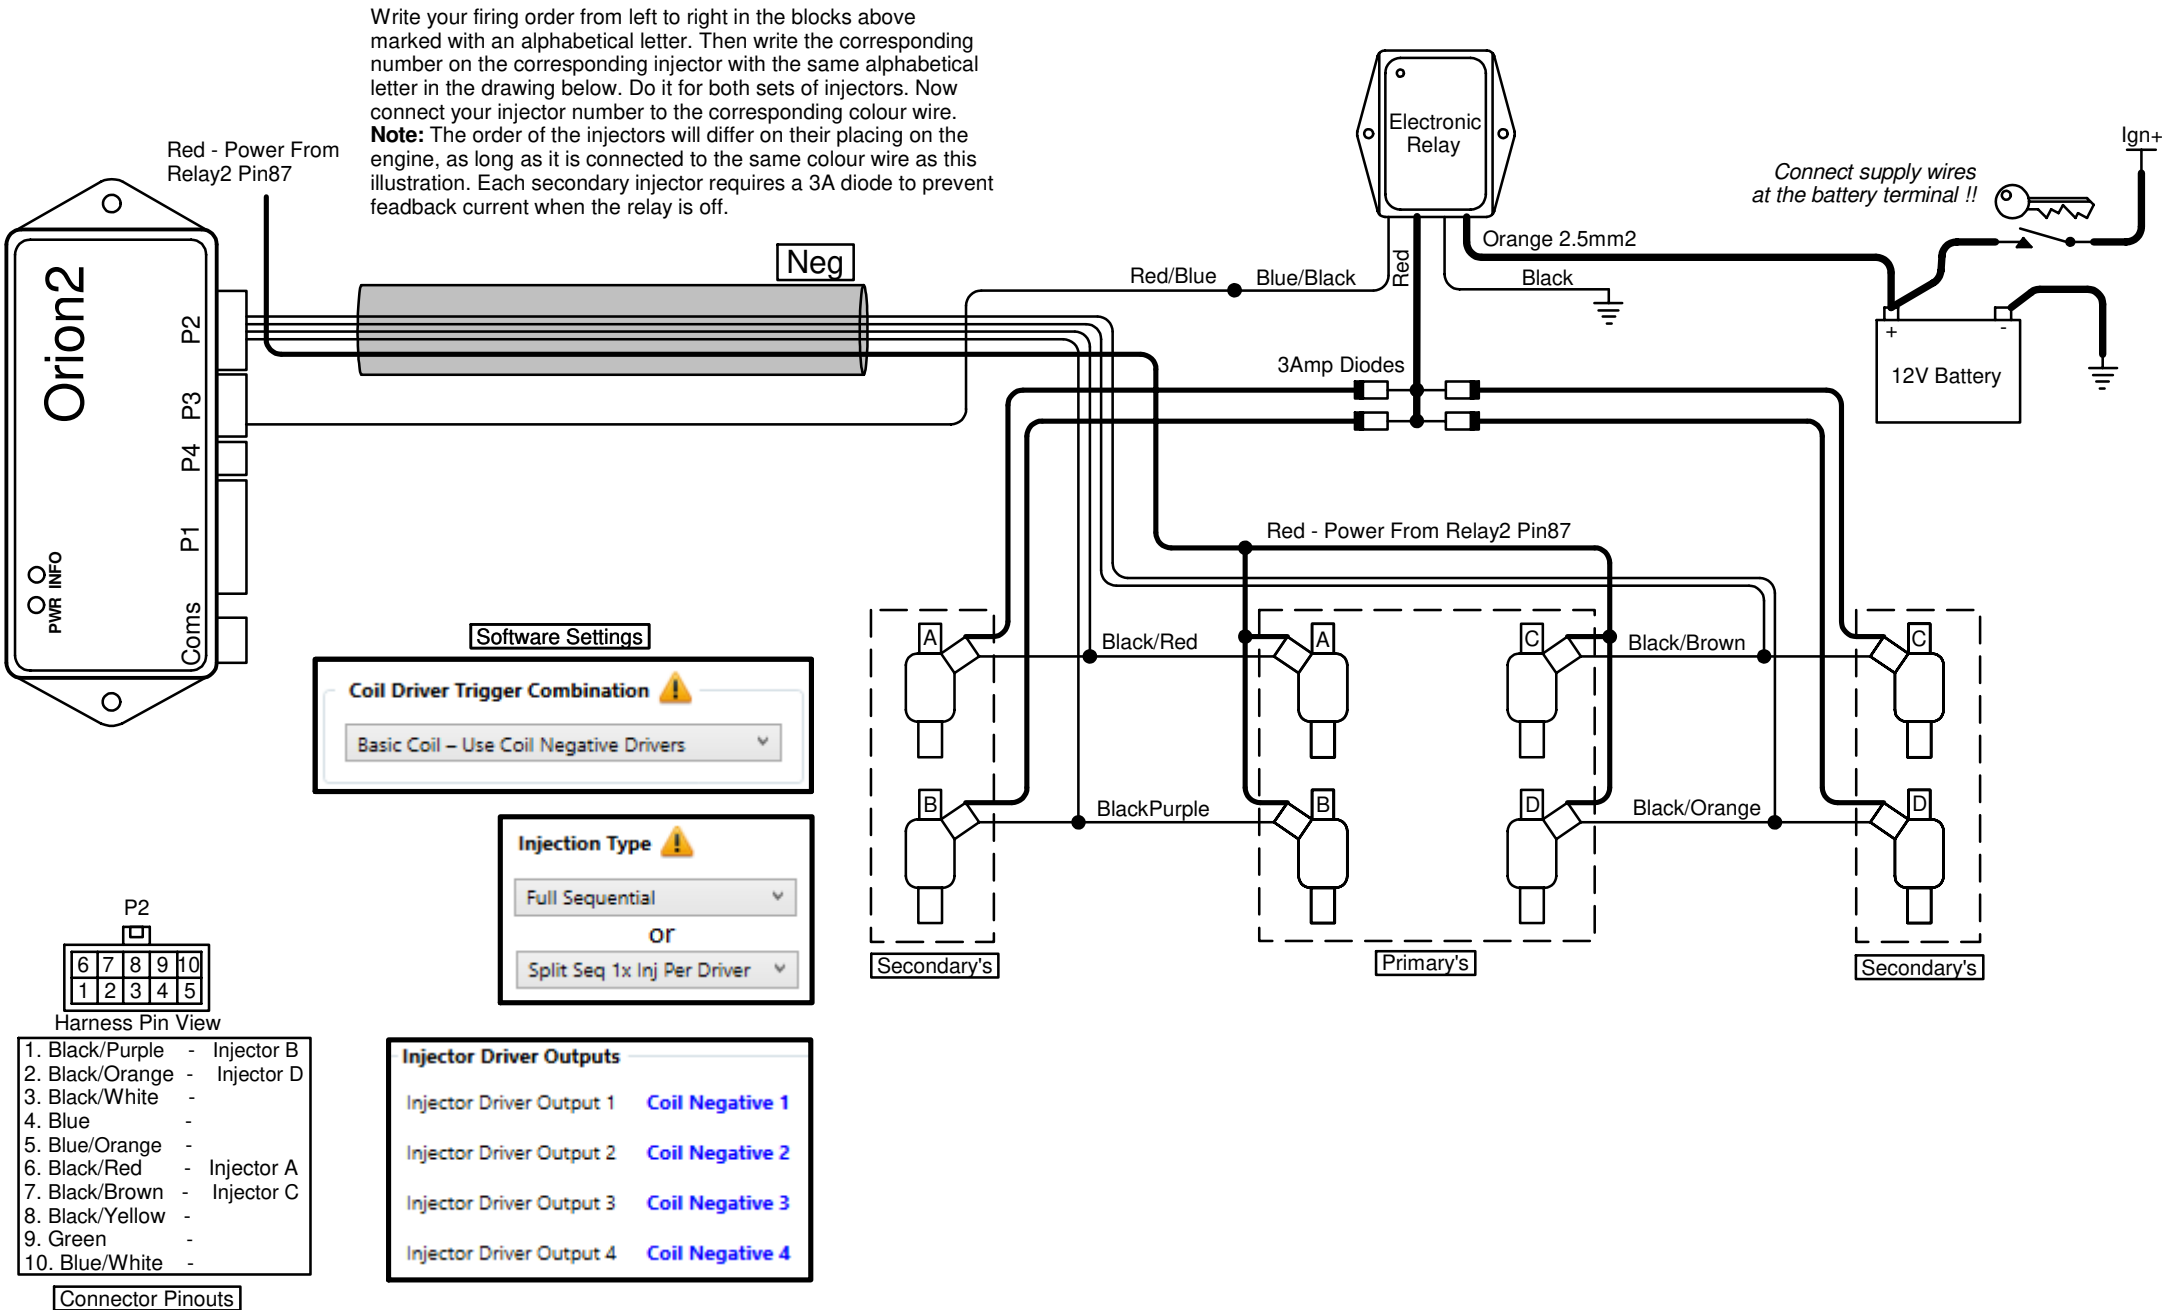 Write your firing order from left to right in the blocks above
marked with an alphabetical letter. Then write the corresponding
number on the corresponding injector with the same alphabetical
letter in the drawing below. Do it for both sets of injectors. Now
connect your injector number to the corresponding colour wire.
Note: The order of the injectors will differ on their placing on the
engine, as long as it is connected to the same colour wire as this
illustration. Each secondary injector requires a 3A diode to prevent
feadback current when the relay is off.
Red - Power From
Relay2 Pin87
Orion2
P2
P3
P4
P1
Coms
PWR INFO
Neg
Red/Blue
Blue/Black
Red
Electronic
Relay
Orange 2.5mm2
Black
Connect supply wires
at the battery terminal !!
Ign+
+ -
12V Battery
3Amp Diodes
Red - Power From Relay2 Pin87
A
Black/Red
A
C
Black/Brown
C
B
BlackPurple
B
D
Black/Orange
D
Secondary's
Primary's
Secondary's
Software Settings
Coil Driver Trigger Combination
Basic Coil – Use Coil Negative Drivers
Injection Type
Full Sequential
or
Split Seq 1x Inj Per Driver
Injector Driver Outputs
Injector Driver Output 1 Coil Negative 1
Injector Driver Output 2 Coil Negative 2
Injector Driver Output 3 Coil Negative 3
Injector Driver Output 4 Coil Negative 4
P2
6 7 8 9 10
1 2 3 4 5
Harness Pin View
1. Black/Purple - Injector B
2. Black/Orange - Injector D
3. Black/White -
4. Blue -
5. Blue/Orange -
6. Black/Red - Injector A
7. Black/Brown - Injector C
8. Black/Yellow -
9. Green -
10. Blue/White -
Connector Pinouts